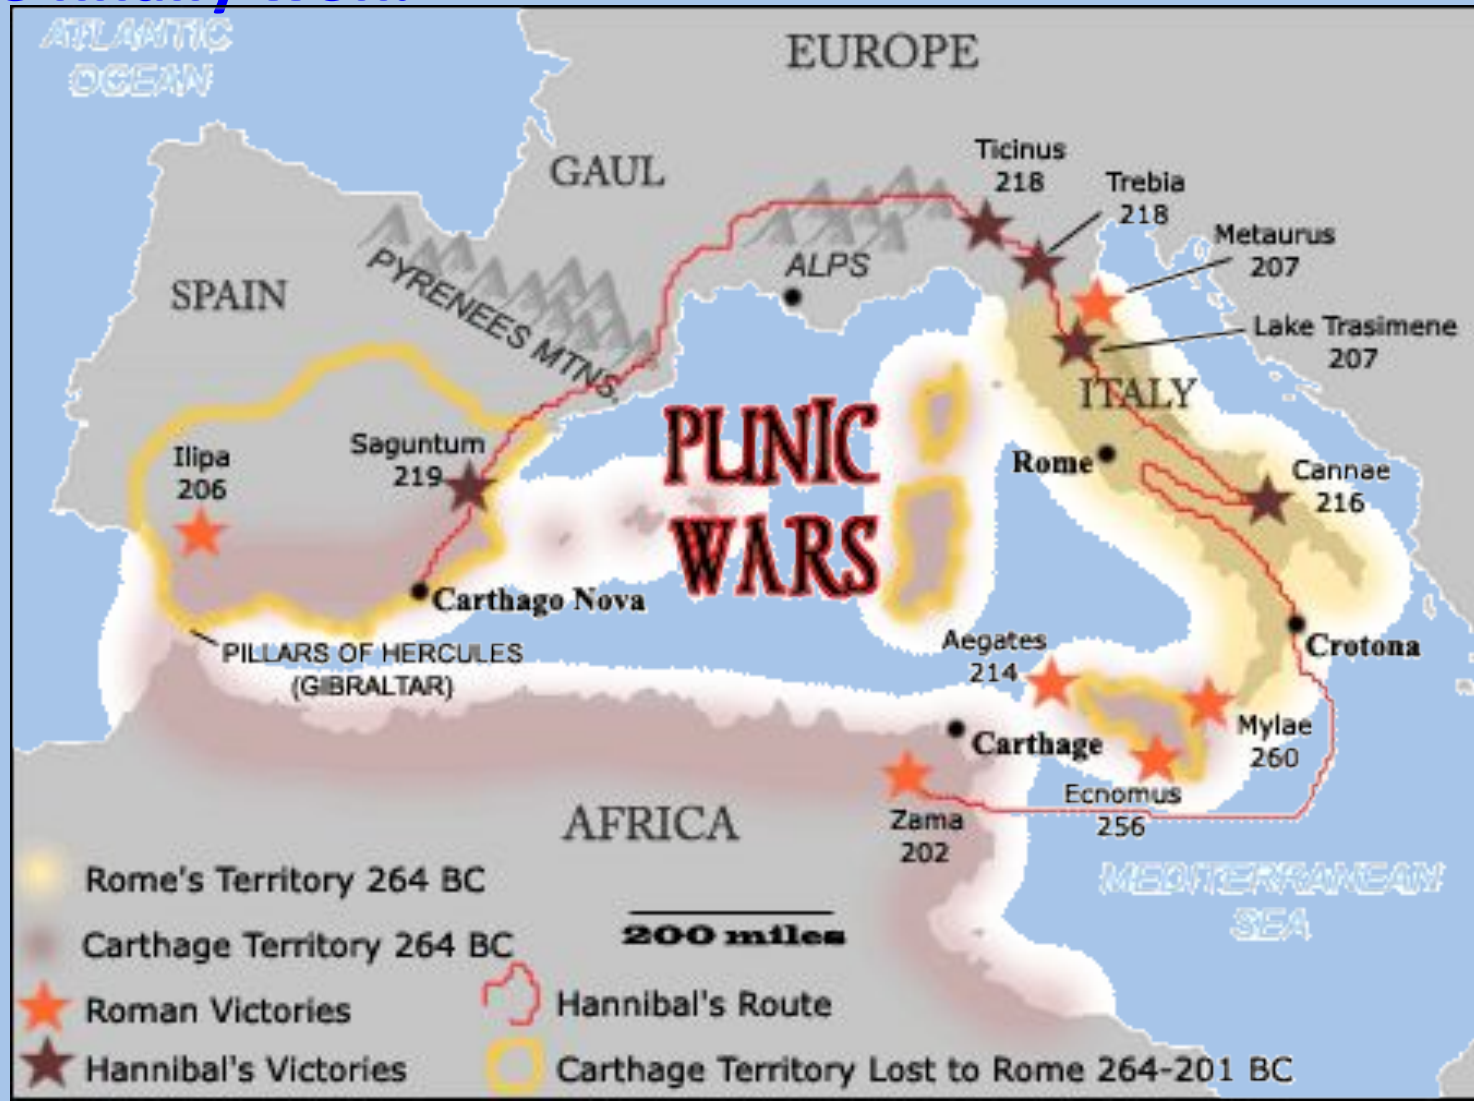 finally won.
ATLANTIC
OCEAN
EUROPE
GAUL
Ticinus
218
Trebia
218
Metaurus
207
PYRENEES MTNS.
ALPS
SPAIN
Lake Trasimene
207
ITALY
PUNIC
WARS
Ilipa
206
Saguntum
219
Rome
Cannae
216
Carthago Nova
PILLARS OF HERCULES
(GIBRALTAR)
Aegates
214
Crotona
Carthage
Mylae
260
Ecnomus
256
Zama
202
AFRICA
MEDITERRANEAN
SEA
Rome's Territory 264 BC
Carthage Territory 264 BC
200 miles
Roman Victories
Hannibal's Route
Hannibal's Victories
Carthage Territory Lost to Rome 264-201 BC